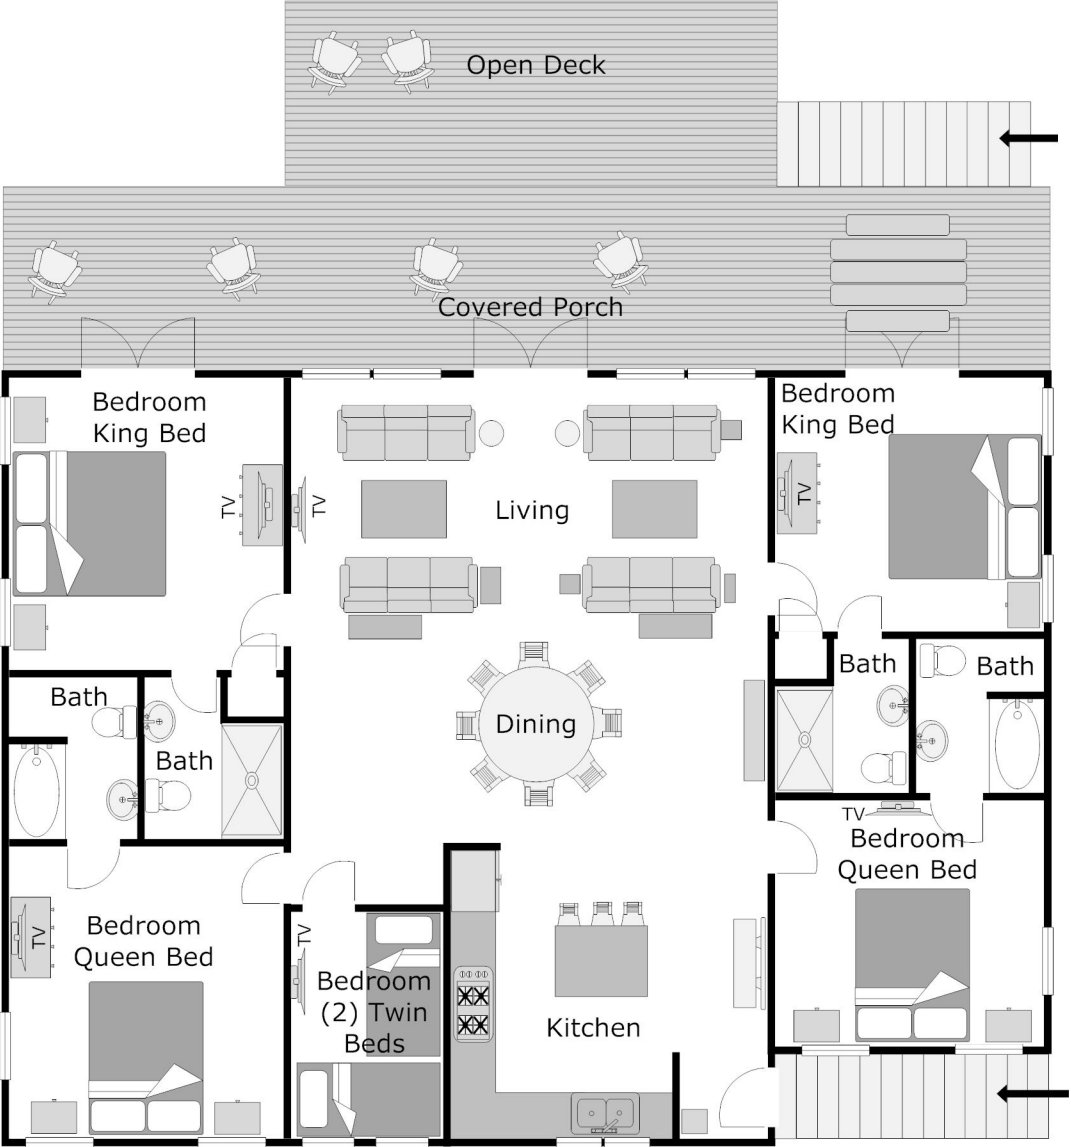 Open Deck
Covered Porch
Bedroom
King Bed
Bedroom
King Bed
TV
TV
Living
TV
Bath
Bath
Bath
Bath
Dining
TV
Bedroom
Queen Bed
Bedroom
Queen Bed
TV
TV
Bedroom
(2) Twin
Beds
Kitchen